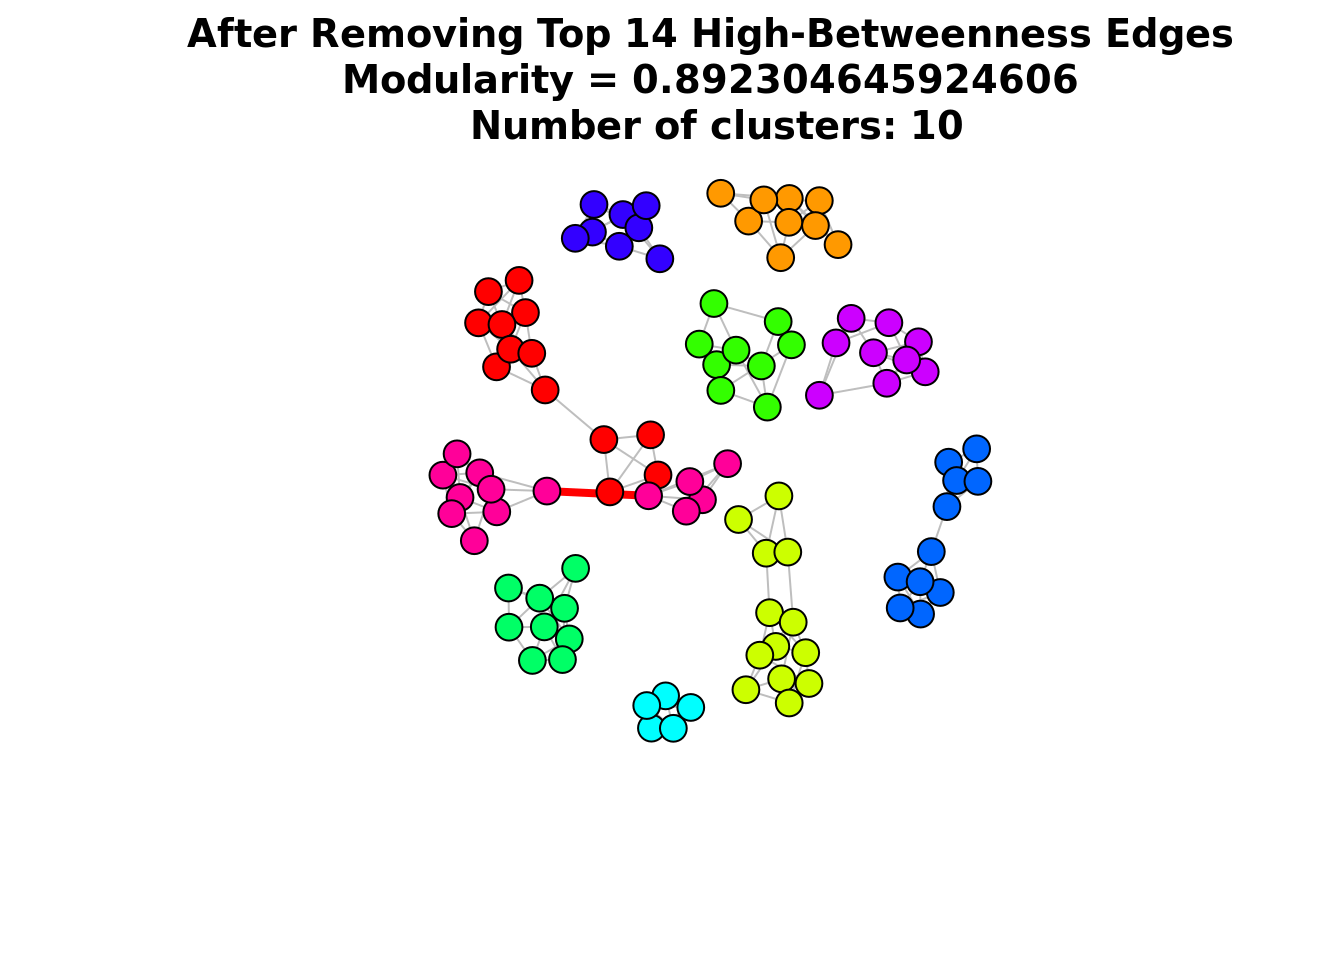 After Removing Top 14 High-Betweenness Edges
Modularity = 0.892304645924606
Number of clusters: 10